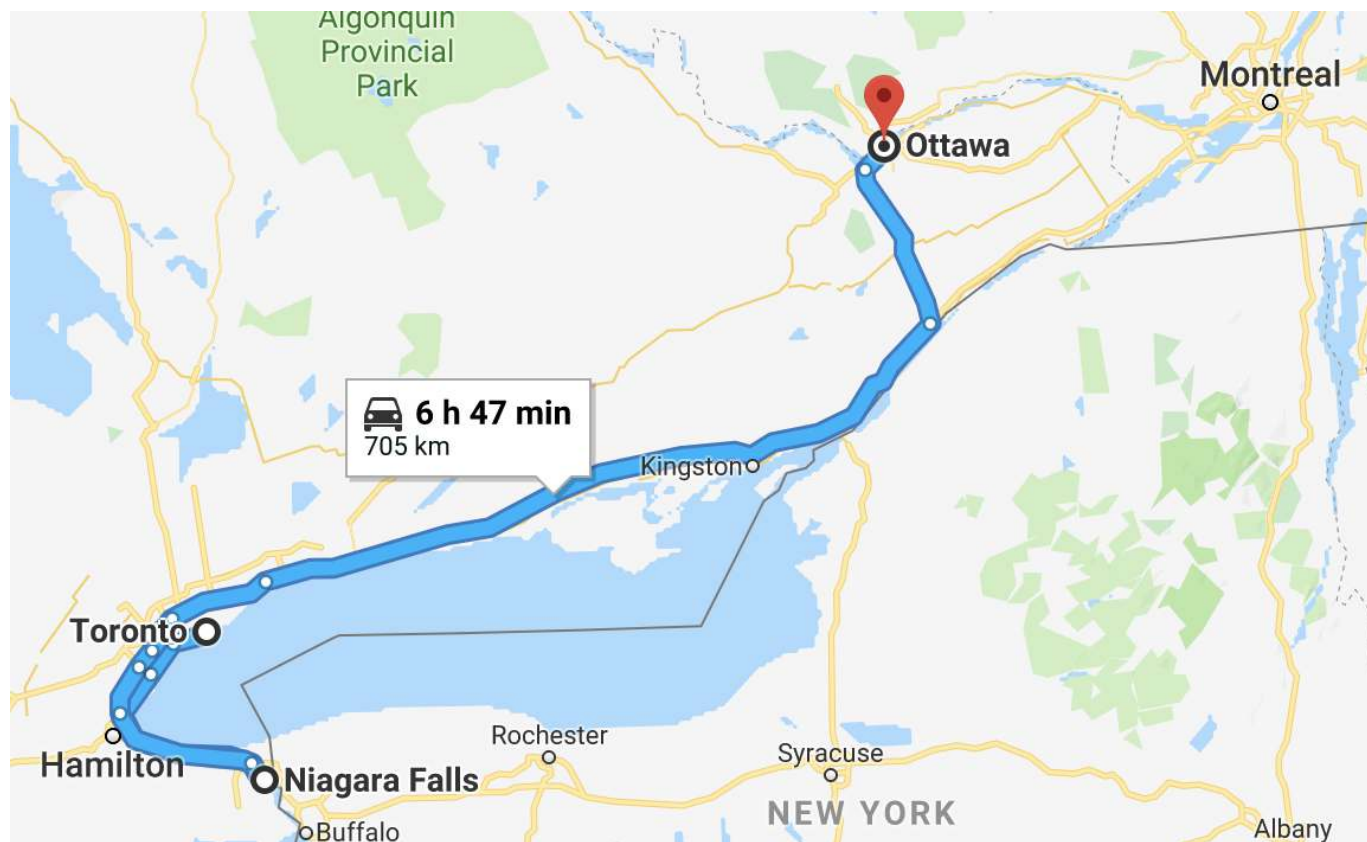 Algonquin
Provincial
Park
Montreal
Ottawa
6 h 47 min
705 km
Kingston
Toronto
Hamilton
Niagara Falls
Rochester
Syracuse
NEW YORK
Buffalo
Albany